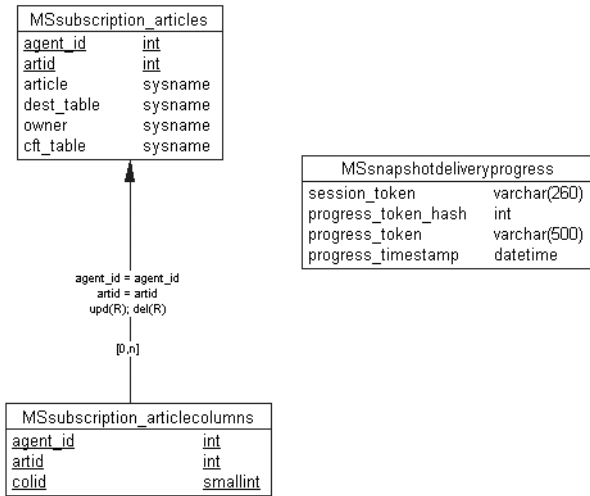 MSsubscription_articles
agent_id int
artid int
article sysname
dest_table sysname
owner sysname
cft_table sysname
MSsnapshotdeliveryprogress
session_token varchar(260)
progress_token_hash int
progress_token varchar(500)
progress_timestamp datetime
agent_id = agent_id
artid = artid
upd(R); del(R)
[0,n]
MSsubscription_articlecolumns
agent_id int
artid int
colid smallint